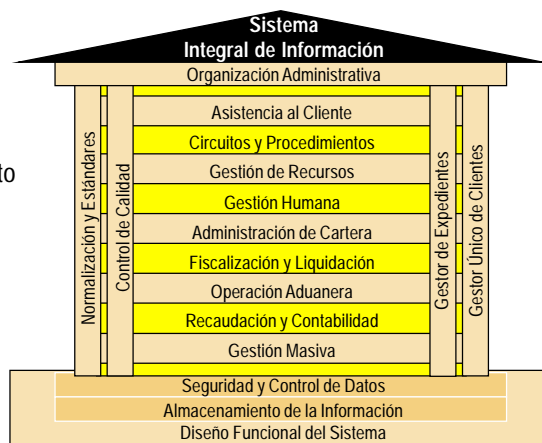 Sistema
Integral de Información
Organización Administrativa
Normalización y Estándares
Control de Calidad
Asistencia al Cliente
Circuitos y Procedimientos
to
Gestión de Recursos
Gestión Humana
Administración de Cartera
Fiscalización y Liquidación
Operación Aduanera
Recaudación y Contabilidad
Gestión Masiva
Gestor de Expedientes
Gestor Único de Clientes
Seguridad y Control de Datos
Almacenamiento de la Información
Diseño Funcional del Sistema